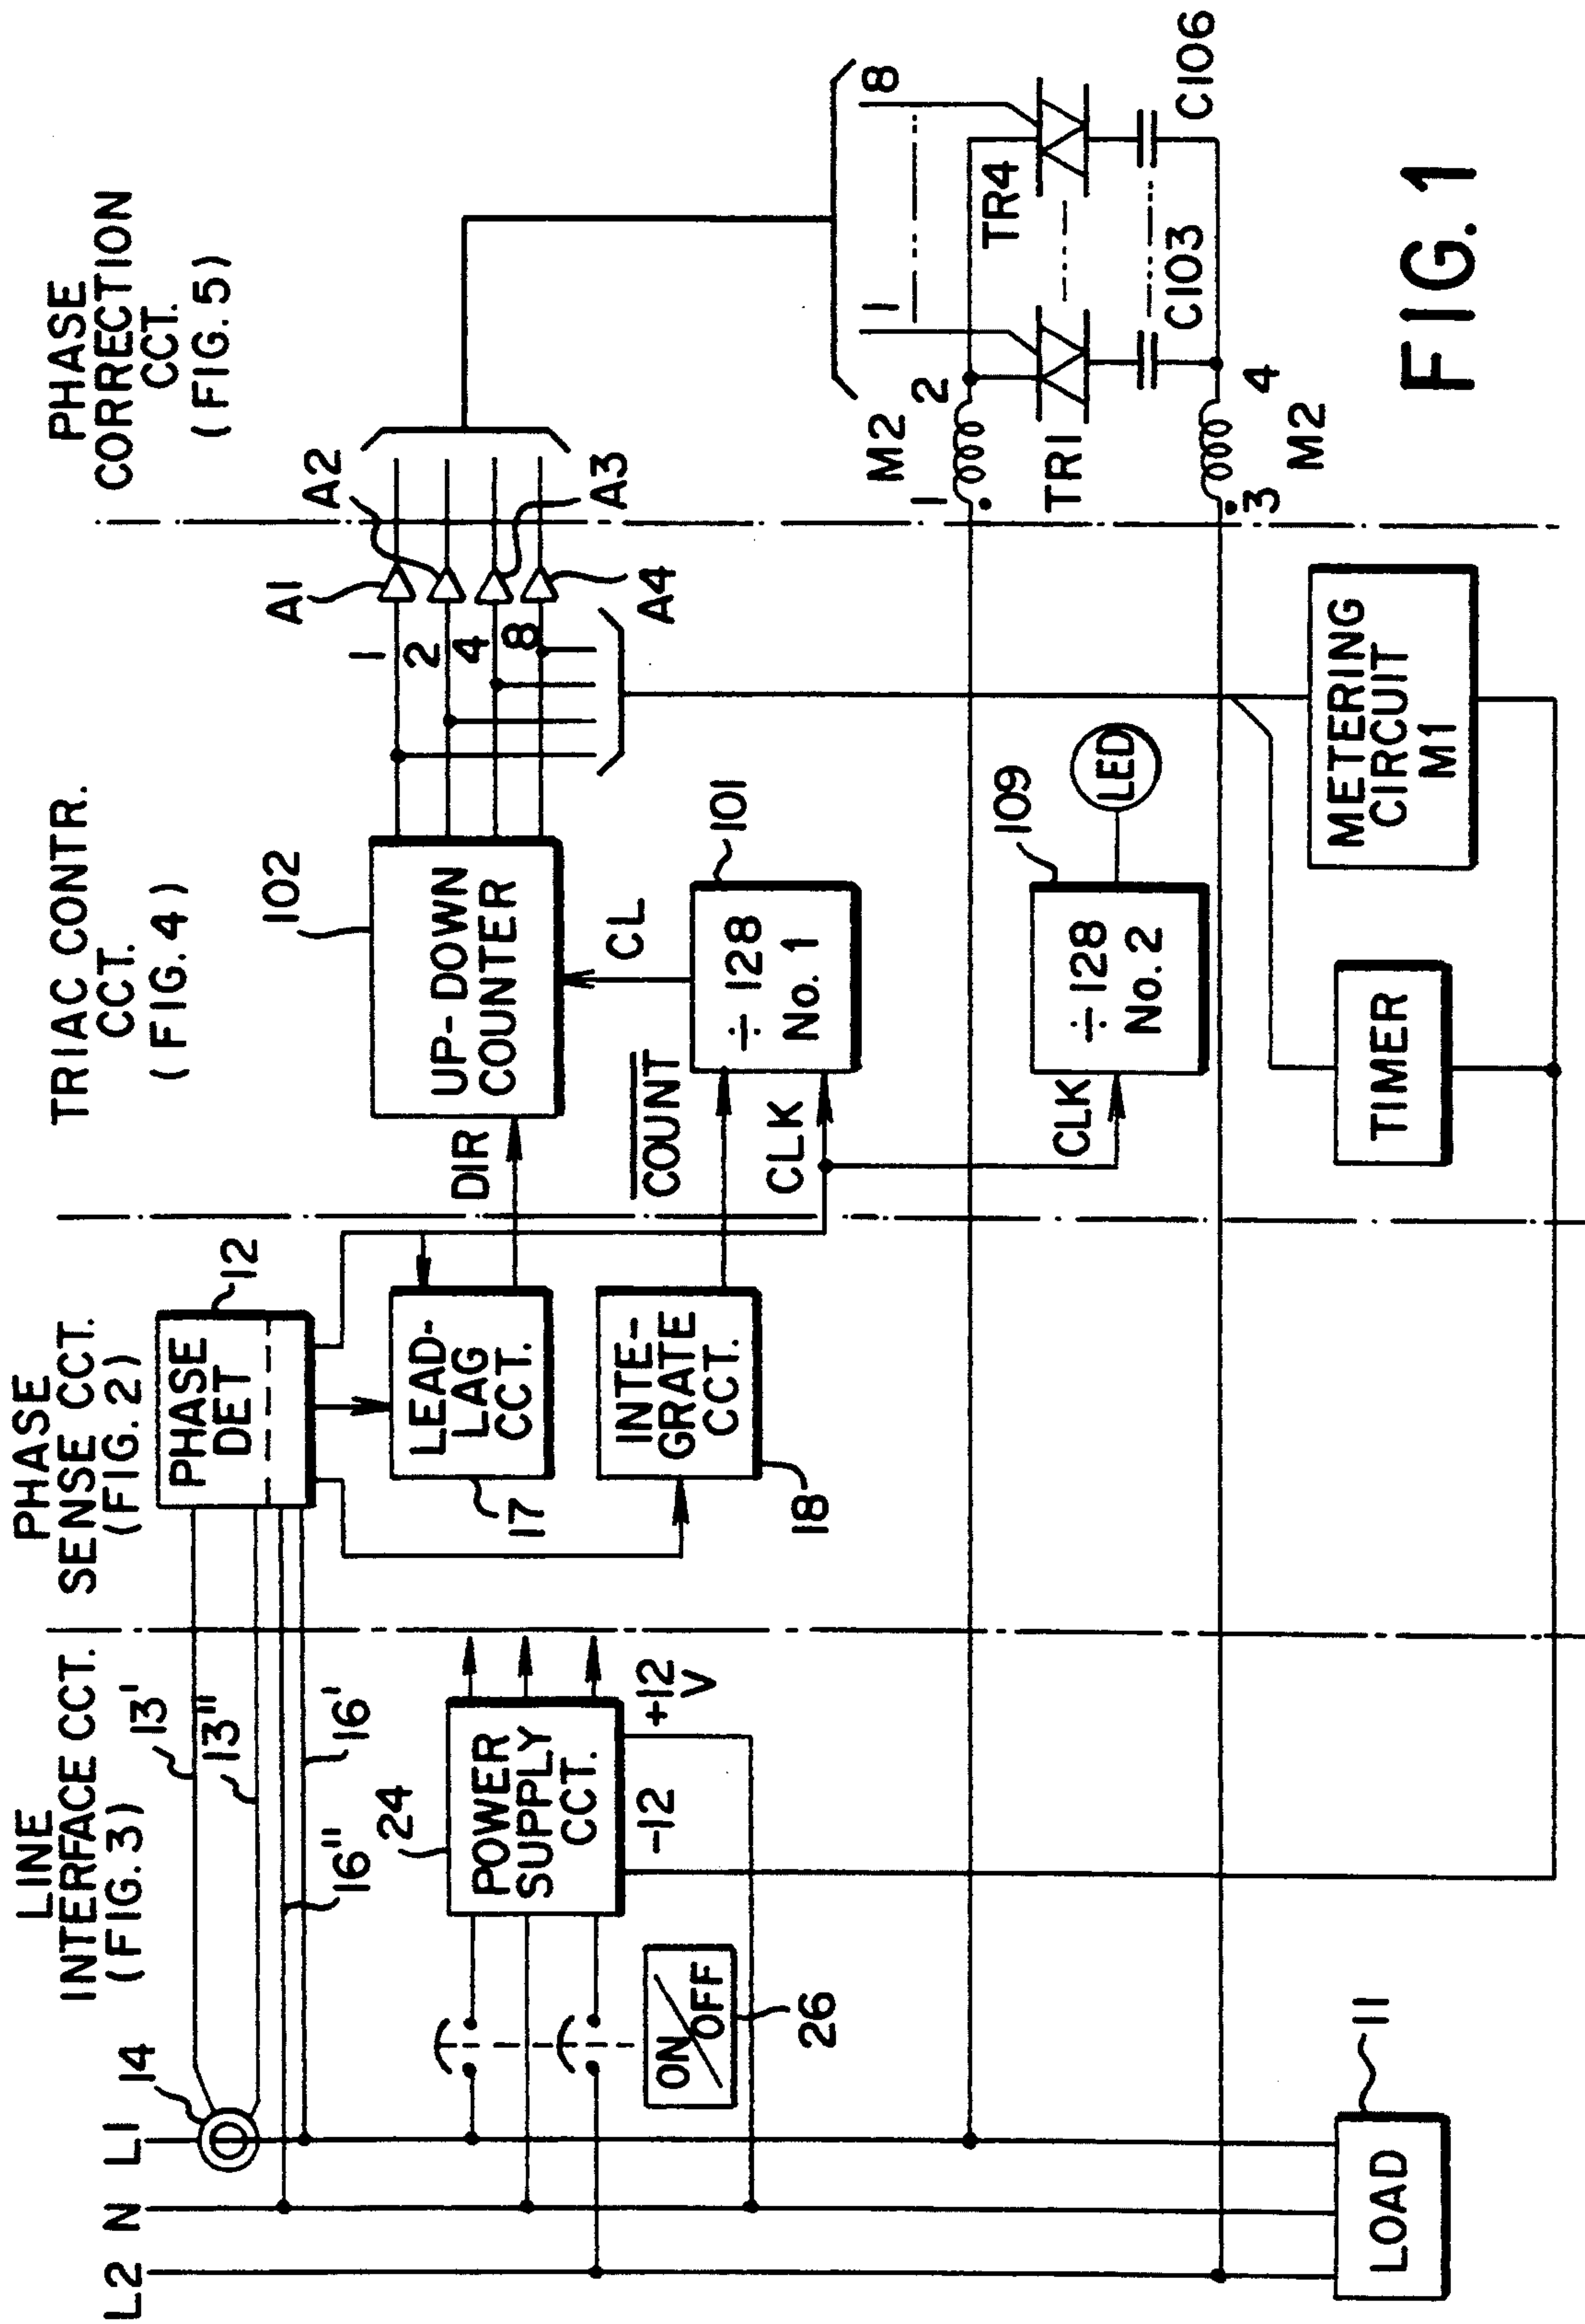 LINE
INTERFACE CCT.
(FIG. 3)
PHASE
SENSE CCT.
(FIG. 2)
TRIAC CONTR.
CCT.
(FIG. 4)
PHASE
CORRECTION
CCT.
(FIG. 5)
L2
N
L1
14
13'
13"
16"
16'
PHASE
DET
12
24
POWER
SUPPLY
CCT.
-12
+12
V
ON/OFF
26
LEAD-
LAG
CCT.
17
INTE-
GRATE
CCT.
18
DIR
COUNT
CLK
102
UP-DOWN
COUNTER
CL
101
÷ 128
No. 1
CLK
109
÷ 128
No. 2
LED
1
2
4
8
A1
A2
A3
A4
TIMER
METERING
CIRCUIT
M1
1
8
M2
1
2
TR1
TR4
C103
C106
3
4
M2
LOAD
11
FIG. 1